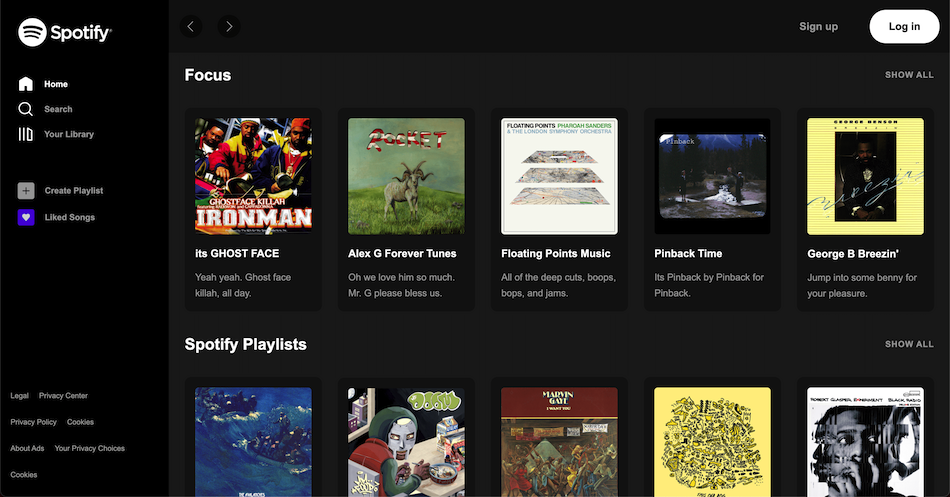 Spotify
Sign up
Log in
Home
Search
Your Library
Create Playlist
Liked Songs
Legal
Privacy Center
Privacy Policy
Cookies
About Ads
Your Privacy Choices
Cookies
Focus
SHOW ALL
GHOSTFACE KILLAH
IRONMAN
its GHOST FACE
Yeah yeah. Ghost face
killah, all day.
ROCKET
Alex G Forever Tunes
Oh we love him so much.
Mr. G please bless us.
FLOATING POINTS PHAROAH SANDERS
& THE LONDON SYMPHONY ORCHESTRA
Floating Points Music
All of the deep cuts, boops,
bops, and jams.
Pinback
Pinback Time
Its Pinback by Pinback for
Pinback.
GEORGE BENSON
BREEZIN'
George B Breezin'
Jump into some benny for
your pleasure.
Spotify Playlists
SHOW ALL
THE AVALANCHES
MARVIN
GAYE
I WANT YOU
ROBERT GLASPER EXPERIMENT BLACK RADIO